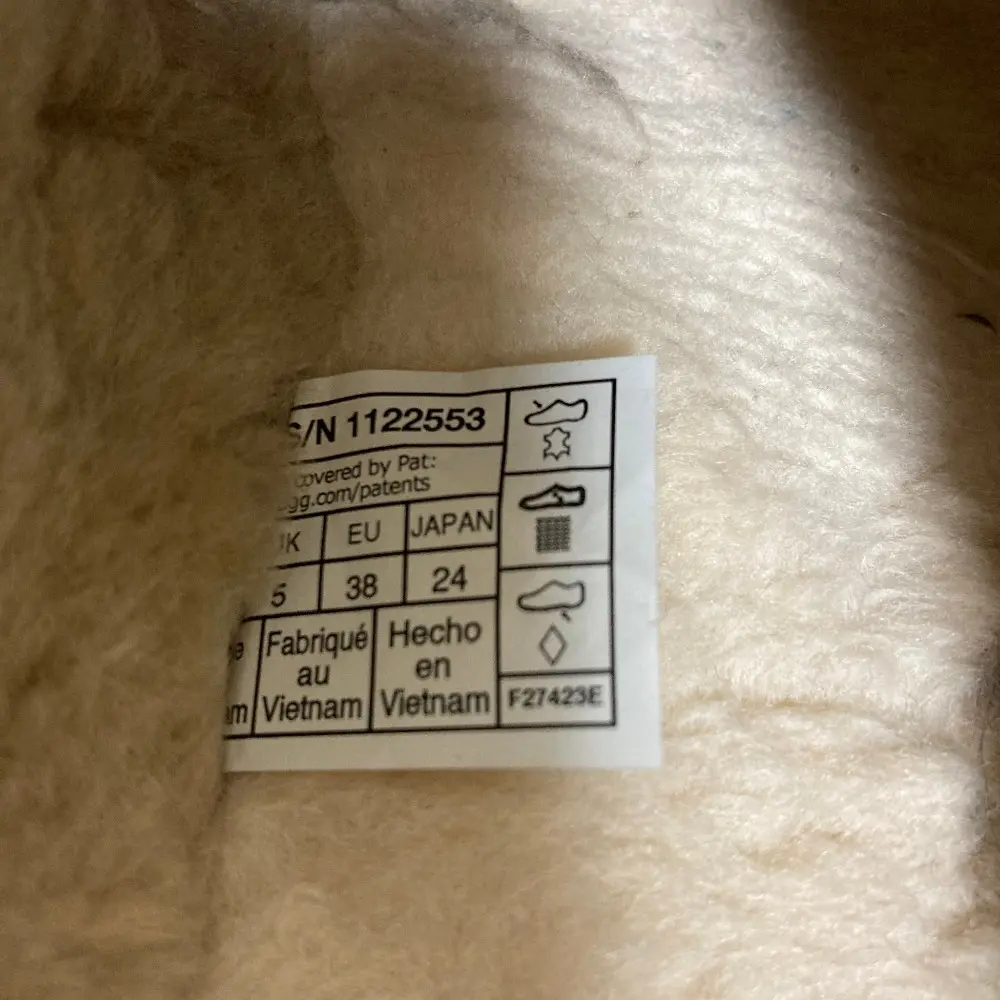 S/N 1122553
covered by Pat:
gg.com/patents
EU JAPAN
5 38 24
Fabriqué
au
Vietnam
Hecho
en
Vietnam
F27423E